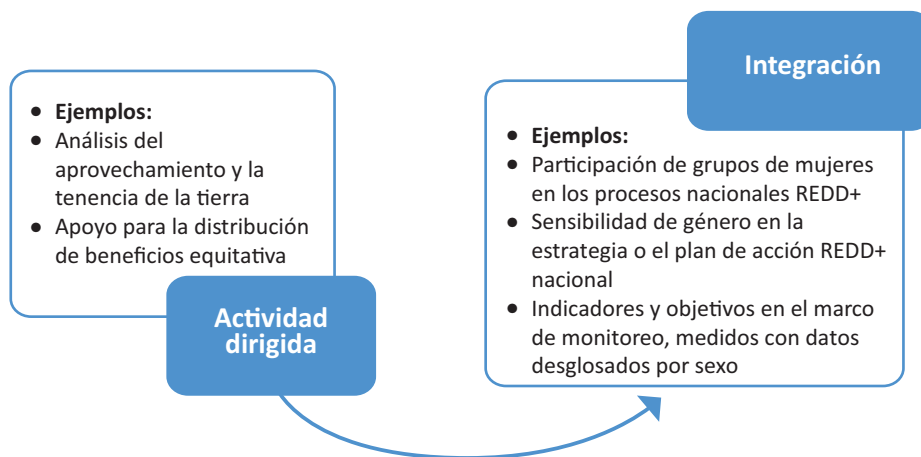 • Ejemplos:
• Análisis del
aprovechamiento y la
tenencia de la tierra
• Apoyo para la distribución
de beneficios equitativa
Actividad
dirigida
Integración
• Ejemplos:
• Participación de grupos de mujeres
en los procesos nacionales REDD+
• Sensibilidad de género en la
estrategia o el plan de acción REDD+
nacional
• Indicadores y objetivos en el marco
de monitoreo, medidos con datos
desglosados por sexo